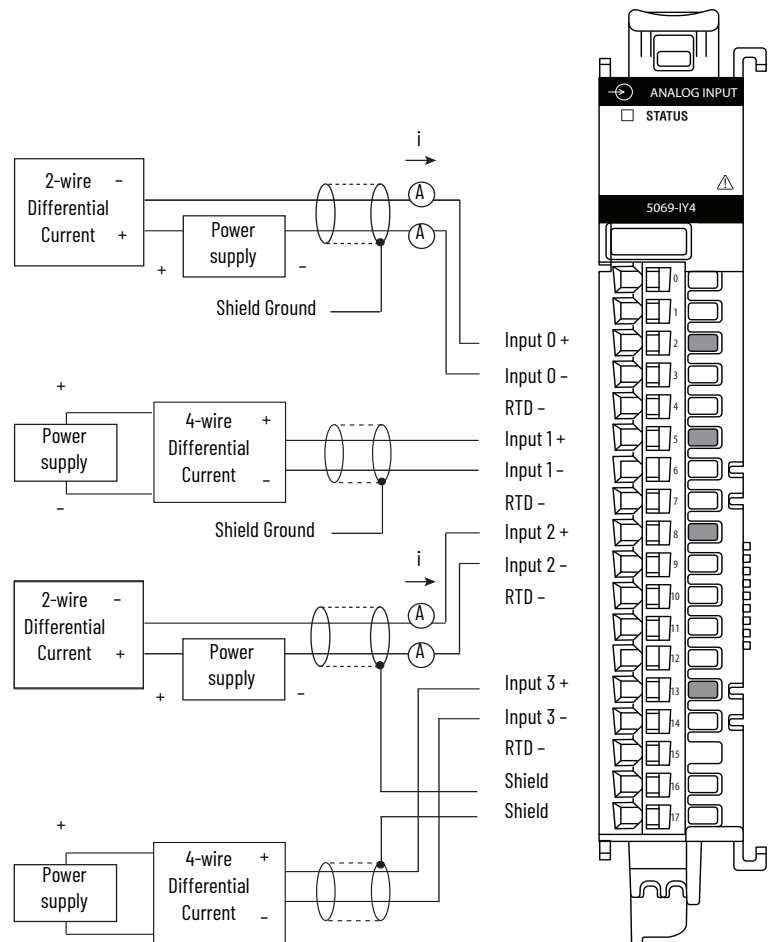 ANALOG INPUT
STATUS
5069-IY4
i
2-wire −
Differential
Current +
A
A
Power
supply
+ −
Shield Ground
Input 0 +
Input 0 −
RTD −
Input 1 +
Input 1 −
RTD −
Input 2 +
Input 2 −
RTD −
+
Power
supply
−
4-wire +
Differential
Current −
Shield Ground
i
2-wire −
Differential
Current +
A
A
Power
supply
+ −
Input 3 +
Input 3 −
RTD −
Shield
Shield
+
Power
supply
4-wire +
Differential
Current −
0
1
2
3
4
5
6
7
8
9
10
11
12
13
14
15
16
17